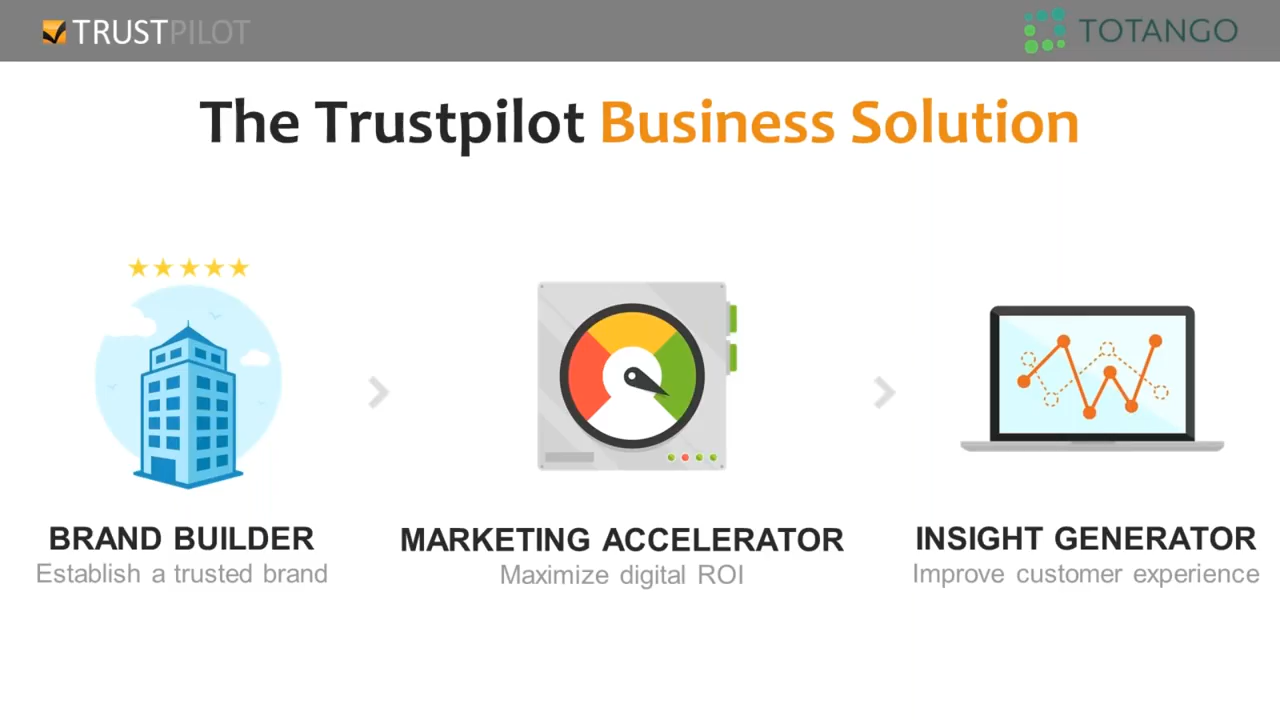 TRUSTPILOT
TOTANGO
The Trustpilot Business Solution
BRAND BUILDER
Establish a trusted brand
MARKETING ACCELERATOR
Maximize digital ROI
INSIGHT GENERATOR
Improve customer experience